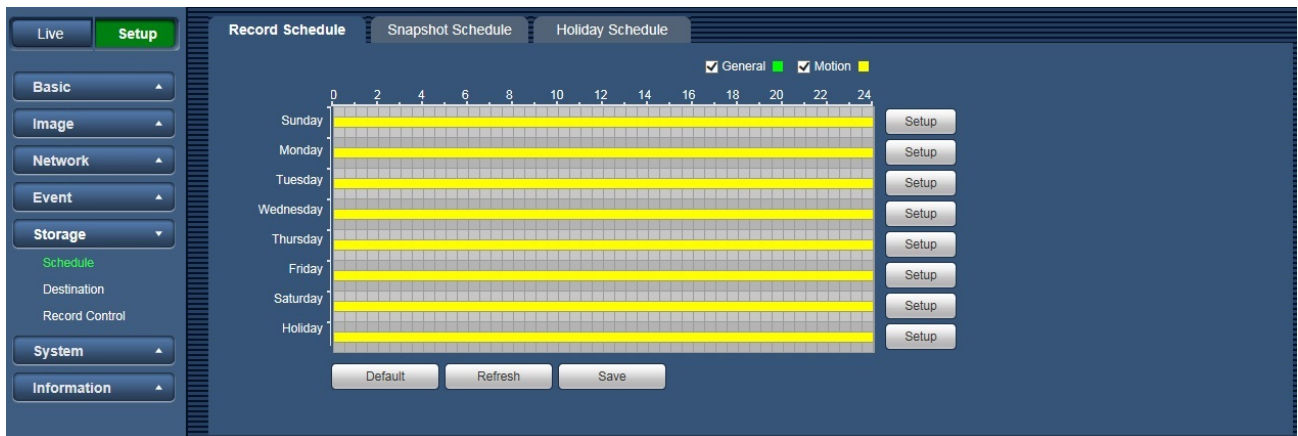 Live Setup
Basic
Image
Network
Event
Storage
Schedule
Destination
Record Control
System
Information
Record Schedule Snapshot Schedule Holiday Schedule
General Motion
0 2 4 6 8 10 12 14 16 18 20 22 24
Sunday Setup
Monday Setup
Tuesday Setup
Wednesday Setup
Thursday Setup
Friday Setup
Saturday Setup
Holiday Setup
Default Refresh Save